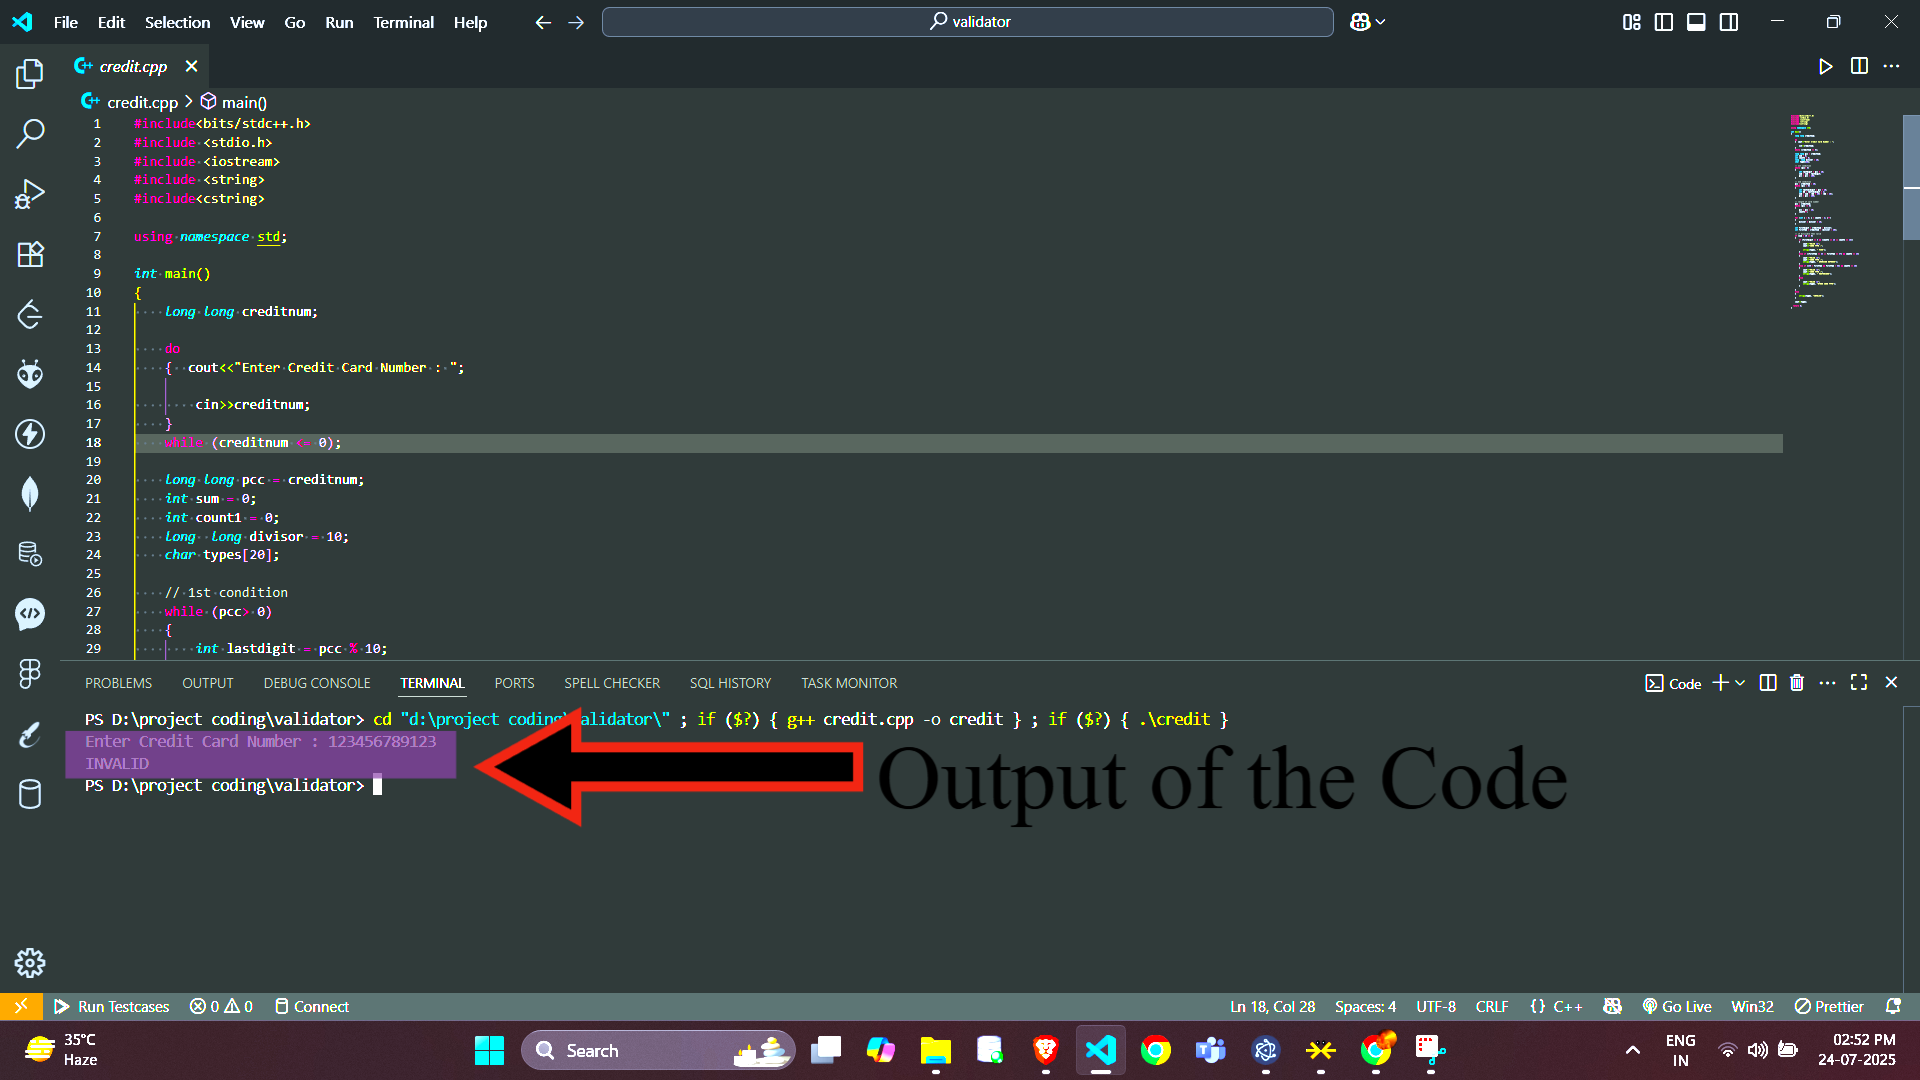 File Edit Selection View Go Run Terminal Help
validator
credit.cpp
credit.cpp > main()
1 #include<bits/stdc++.h>
2 #include <stdio.h>
3 #include <iostream>
4 #include <string>
5 #include<cstring>
6
7 using namespace std;
8
9 int main()
10 {
11 long long creditnum;
12
13 do
14 { cout<<"Enter Credit Card Number : ";
15
16 cin>>creditnum;
17 }
18 while (creditnum <= 0);
19
20 long long pcc = creditnum;
21 int sum = 0;
22 int count1 = 0;
23 long long divisor = 10;
24 char types[20];
25
26 // 1st condition
27 while (pcc> 0)
28 {
29 int lastdigit = pcc % 10;
PROBLEMS OUTPUT DEBUG CONSOLE TERMINAL PORTS SPELL CHECKER SQL HISTORY TASK MONITOR
Code
PS D:\project coding\validator> cd "d:\project coding\validator\" ; if ($?) { g++ credit.cpp -o credit } ; if ($?) { .\credit }
Enter Credit Card Number : 123456789123
INVALID
PS D:\project coding\validator>
Output of the Code
Run Testcases 0 0 Connect
Ln 18, Col 28 Spaces: 4 UTF-8 CRLF {} C++ Go Live Win32 Prettier
35°C
Haze
Search
ENG
IN
02:52 PM
24-07-2025